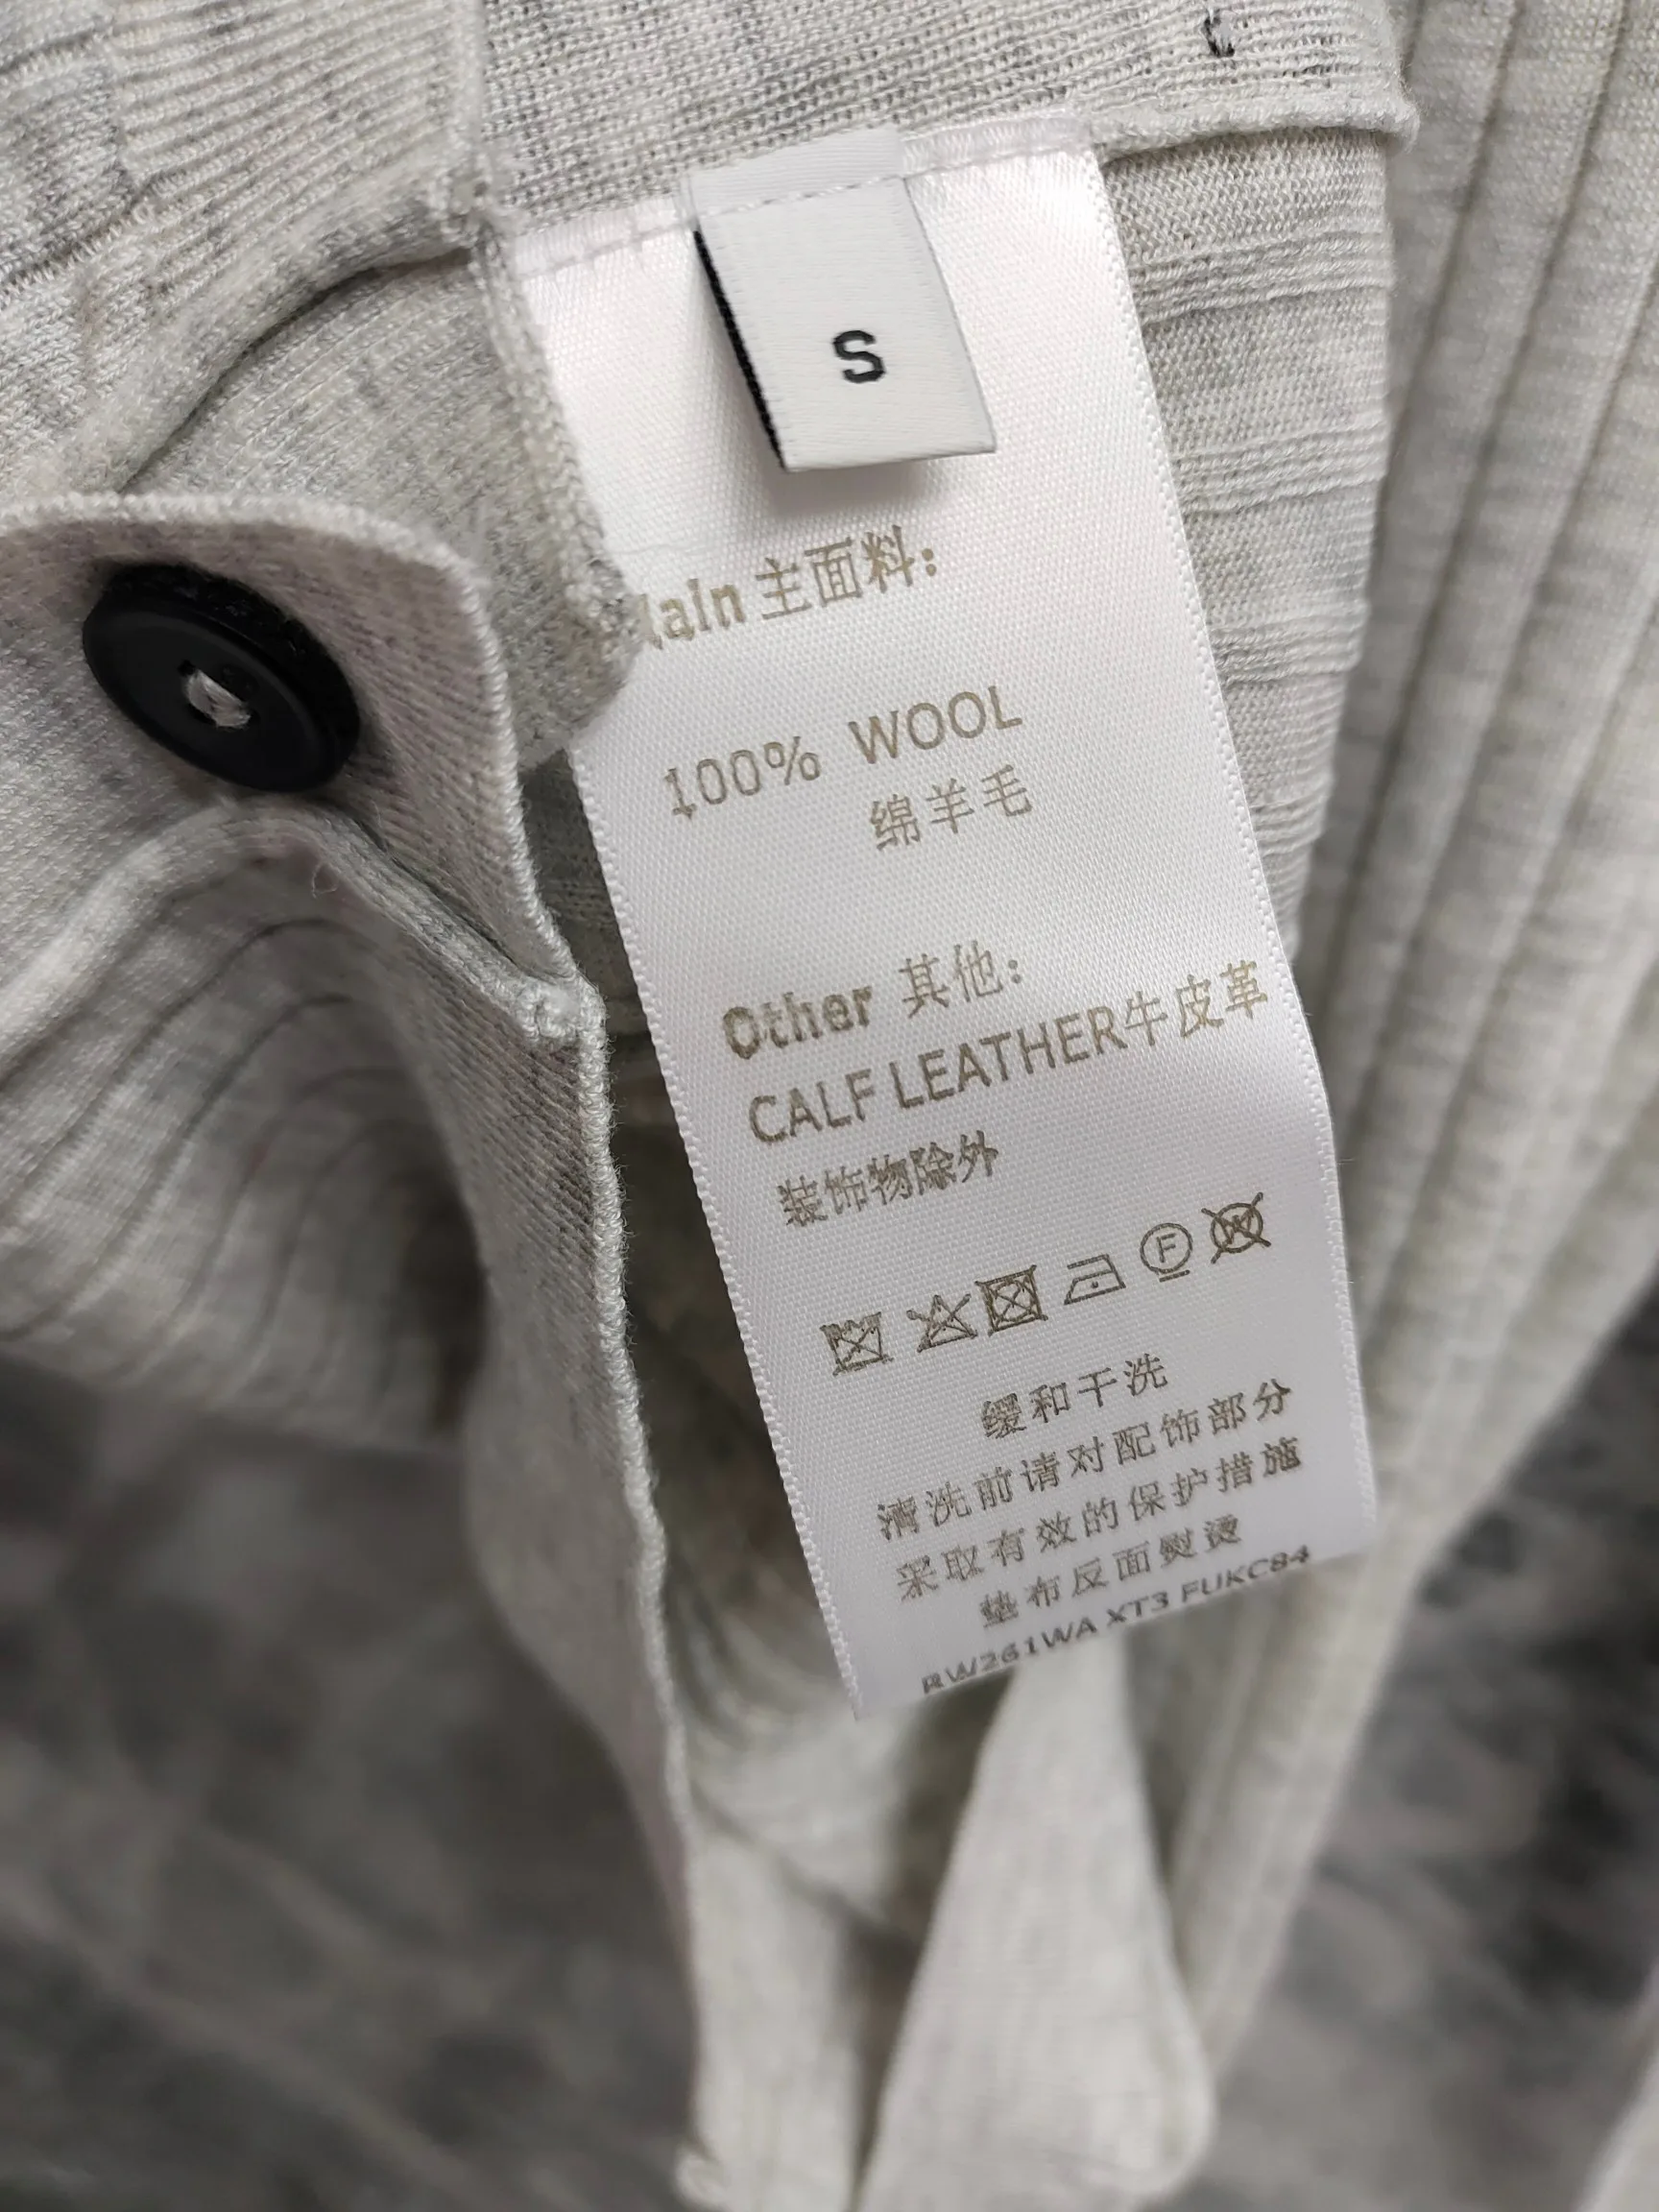 S
Main 主面料:
100% WOOL
绵羊毛
Other 其他:
CALF LEATHER牛皮革
装饰物除外
F W
缓和干洗
清洗前请对配饰部分
采取有效的保护措施
垫布反面熨烫
RW261WA XT3 FUKC84